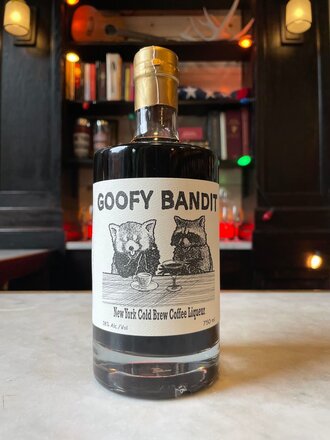 GOOFY BANDIT
New York Cold Brew Coffee Liqueur
750 ml